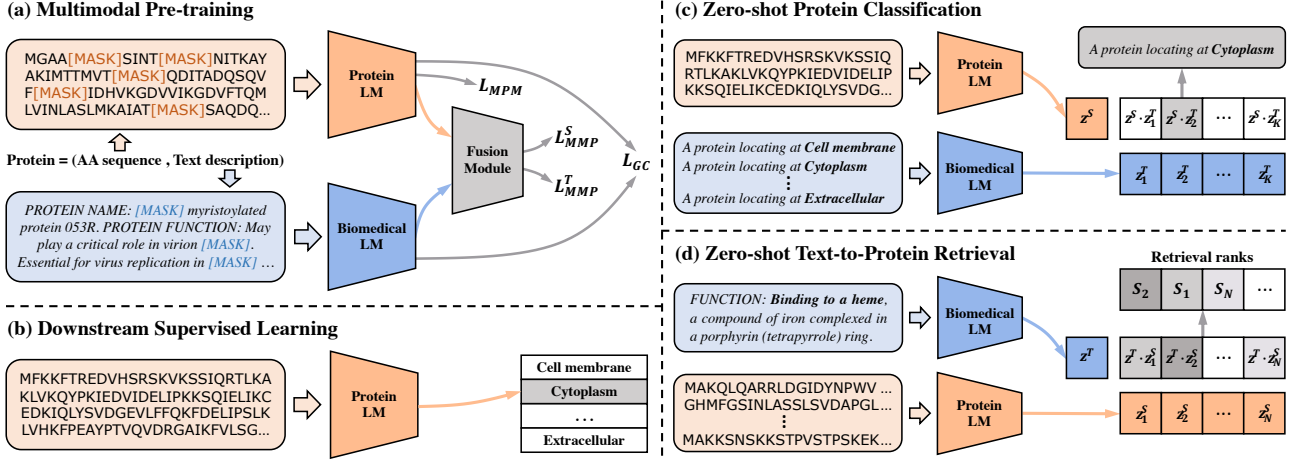 (a) Multimodal Pre-training
MGAA[MASK]SINT[MASK]NITKAY
AKIMTTMVT[MASK]QDITADQSQV
F[MASK]IDHVKGDVVIKGDVFTQM
LVINLASLMKAIAT[MASK]SAQDQ...
Protein = (AA sequence , Text description)
PROTEIN NAME: [MASK] myristoylated
protein 053R. PROTEIN FUNCTION: May
play a critical role in virion [MASK].
Essential for virus replication in [MASK] ...
Protein
LM
Biomedical
LM
Fusion
Module
L_MPM
L^S_MMP
L^T_MMP
L_GC
(b) Downstream Supervised Learning
MFKKFTREDVHSRSKVKSSIQRTLKA
KLVKQYPKIEDVIDELIPKKSQIELIKC
EDKIQLYSVDGEVLFFQKFDELIPSLK
LVHKFPEAYPTVQVDRGAIKFVLSG...
Protein
LM
Cell membrane
Cytoplasm
...
Extracellular
(c) Zero-shot Protein Classification
MFKKFTREDVHSRSKVKSSIQ
RTLKAKLVKQYPKIEDVIDELIP
KKSQIELIKCEDKIQLYSVDG...
Protein
LM
A protein locating at Cytoplasm
z^S
z^S · z^T_1 z^S · z^T_2 ... z^S · z^T_K
A protein locating at Cell membrane
A protein locating at Cytoplasm
⋮
A protein locating at Extracellular
Biomedical
LM
z^T_1 z^T_2 ... z^T_K
(d) Zero-shot Text-to-Protein Retrieval
Retrieval ranks
S_2 S_1 S_N ...
FUNCTION: Binding to a heme,
a compound of iron complexed in
a porphyrin (tetrapyrrole) ring.
Biomedical
LM
z^T
z^T · z^S_1 z^T · z^S_2 ... z^T · z^S_N
MAKQLQARRLDGIDYNPWV ...
GHMFGSINLASSLSVDAPGL...
⋮
MAKKSNSKKSTPVSTPSKEK...
Protein
LM
z^S_1 z^S_2 ... z^S_N